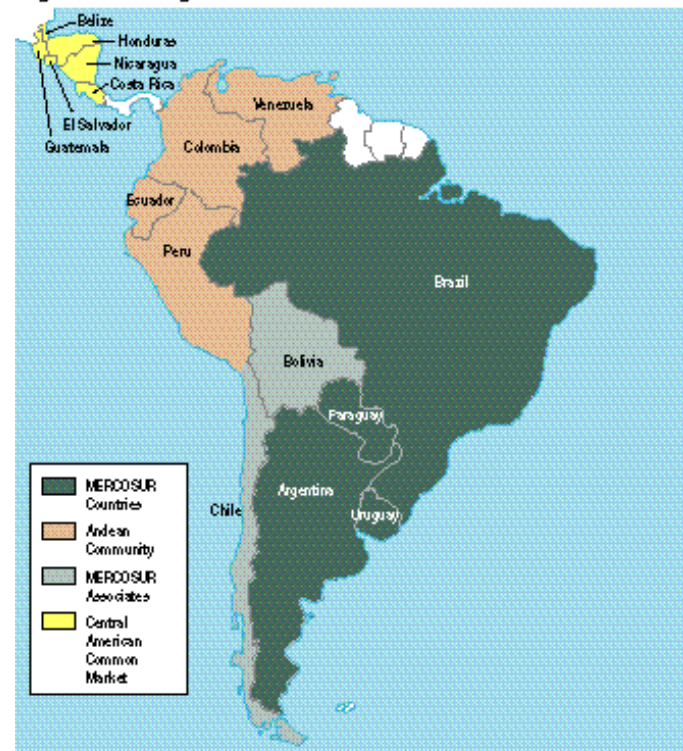 Belize
Honduras
Nicaragua
Costa Rica
El Salvador
Guatemala
Venezuela
Colombia
Ecuador
Peru
Brazil
Bolivia
Paraguay
Argentina
Chile
Uruguay
MERCOSUR
Countries
Andean
Community
MERCOSUR
Associates
Central
American
Common
Market